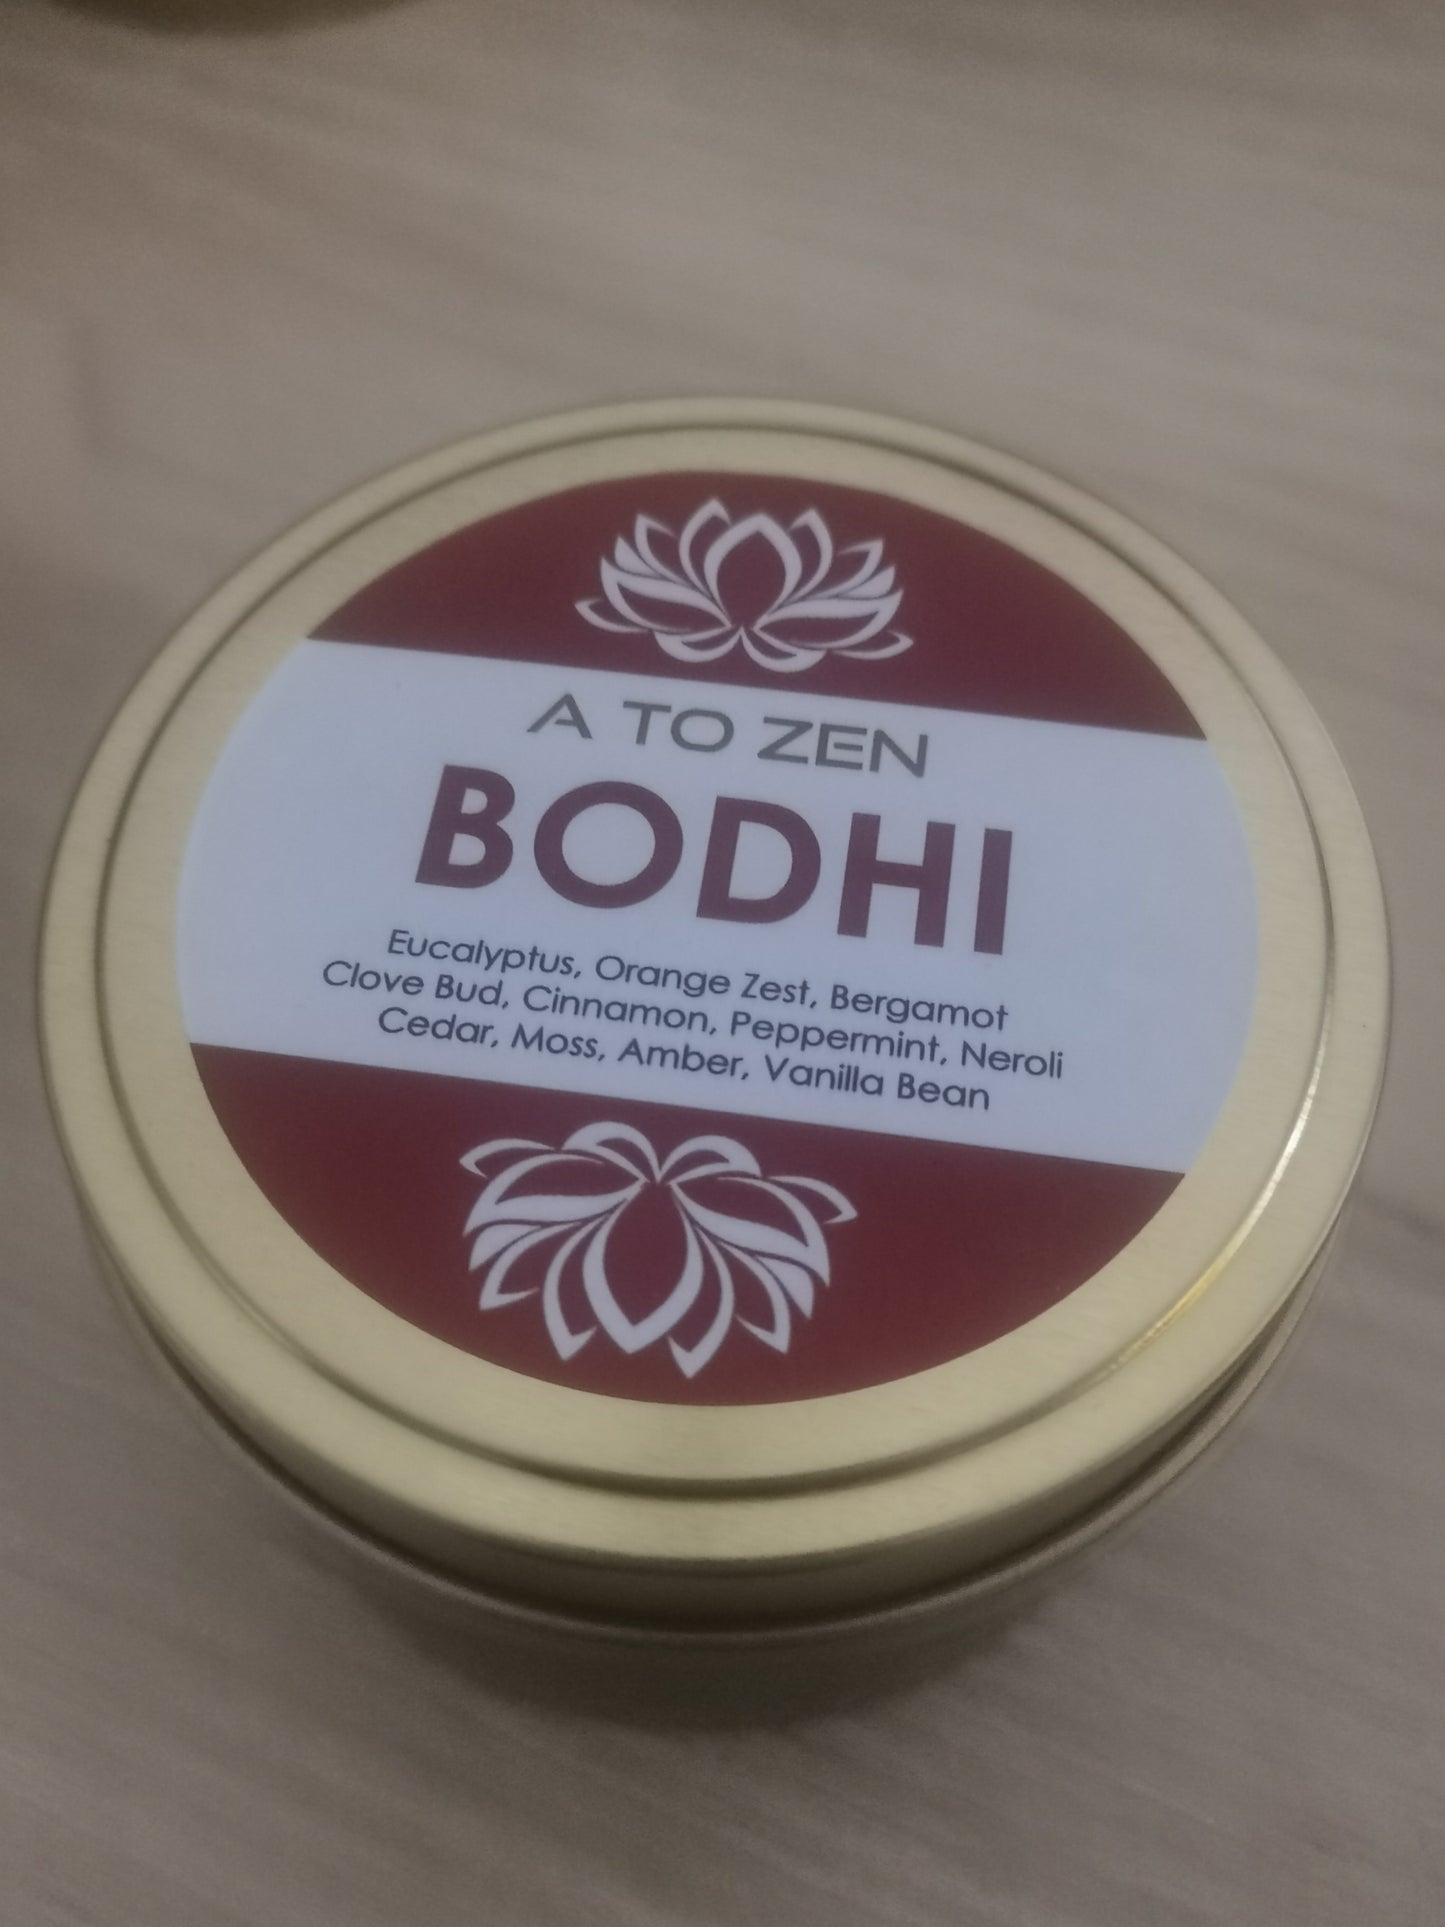 A TO ZEN
BODHI
Eucalyptus, Orange Zest, Bergamot
Clove Bud, Cinnamon, Peppermint, Neroli
Cedar, Moss, Amber, Vanilla Bean